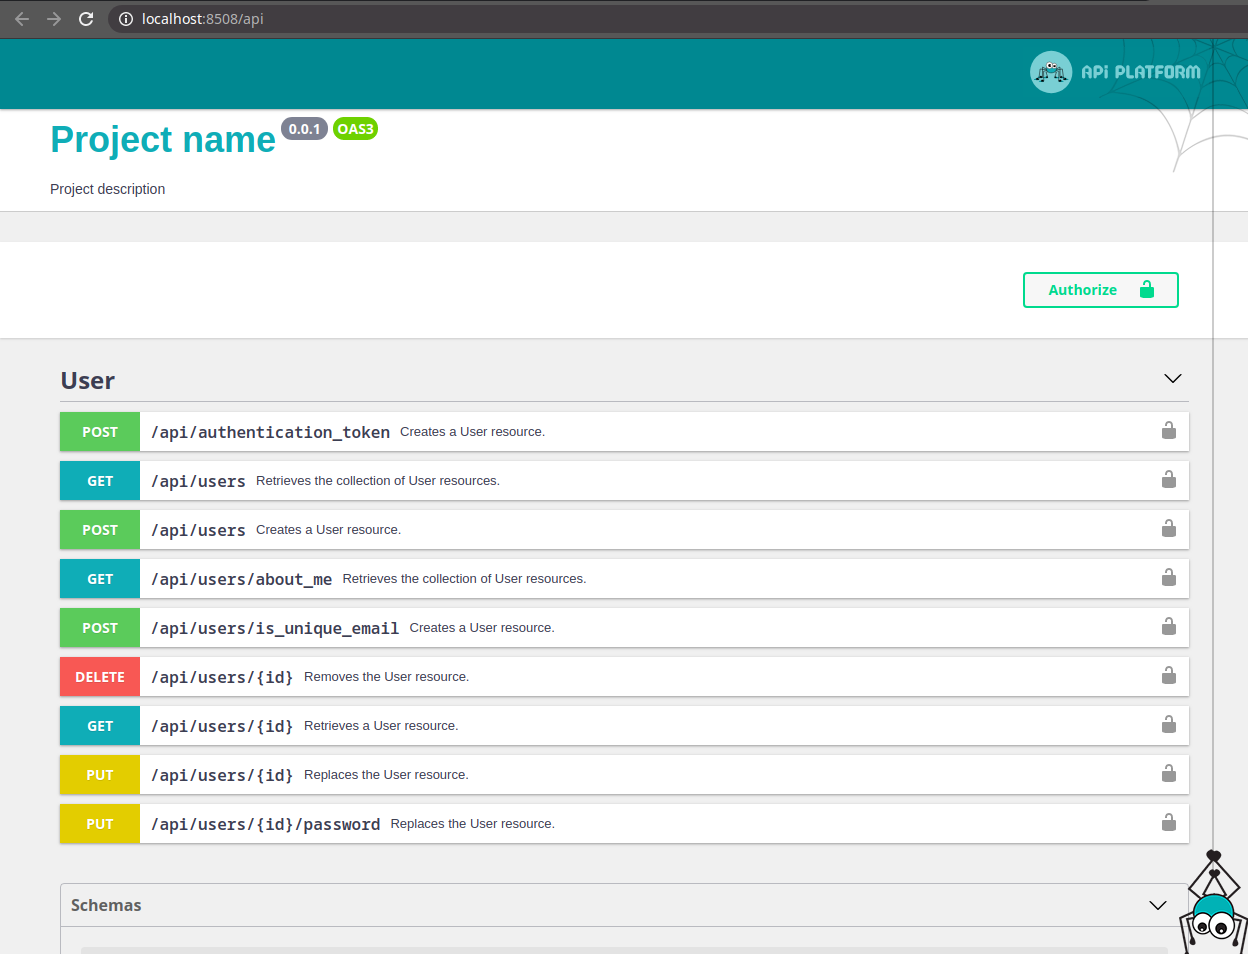 localhost:8508/api
APi PLATFORM
Project name 0.0.1 OAS3
Project description
Authorize
User
POST /api/authentication_token Creates a User resource.
GET /api/users Retrieves the collection of User resources.
POST /api/users Creates a User resource.
GET /api/users/about_me Retrieves the collection of User resources.
POST /api/users/is_unique_email Creates a User resource.
DELETE /api/users/{id} Removes the User resource.
GET /api/users/{id} Retrieves a User resource.
PUT /api/users/{id} Replaces the User resource.
PUT /api/users/{id}/password Replaces the User resource.
Schemas